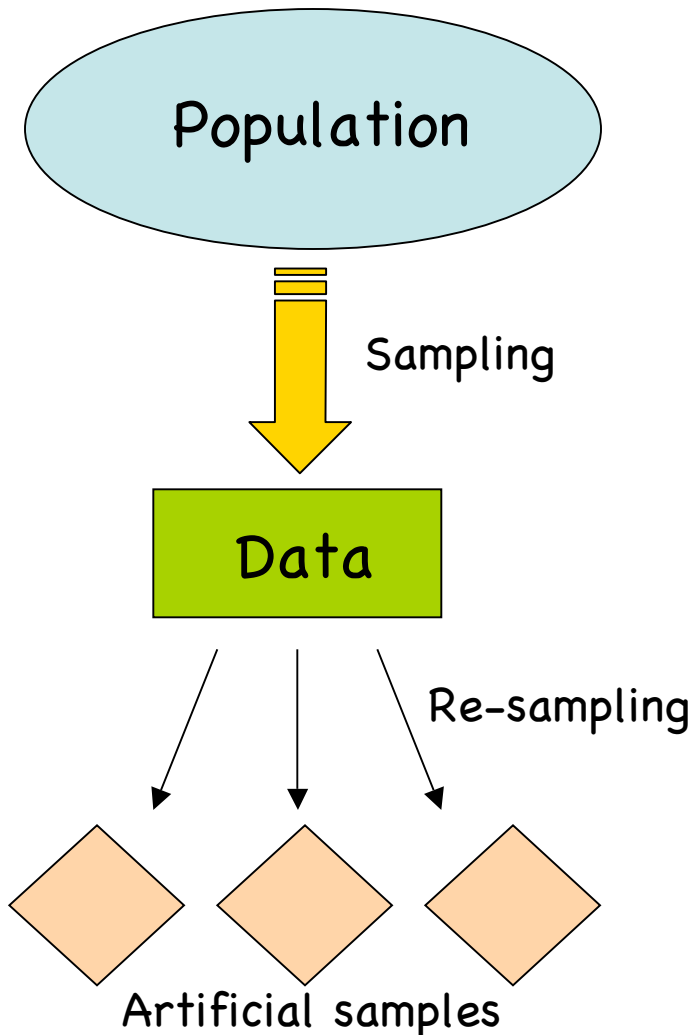 Population
Sampling
Data
Re-sampling
Artificial samples